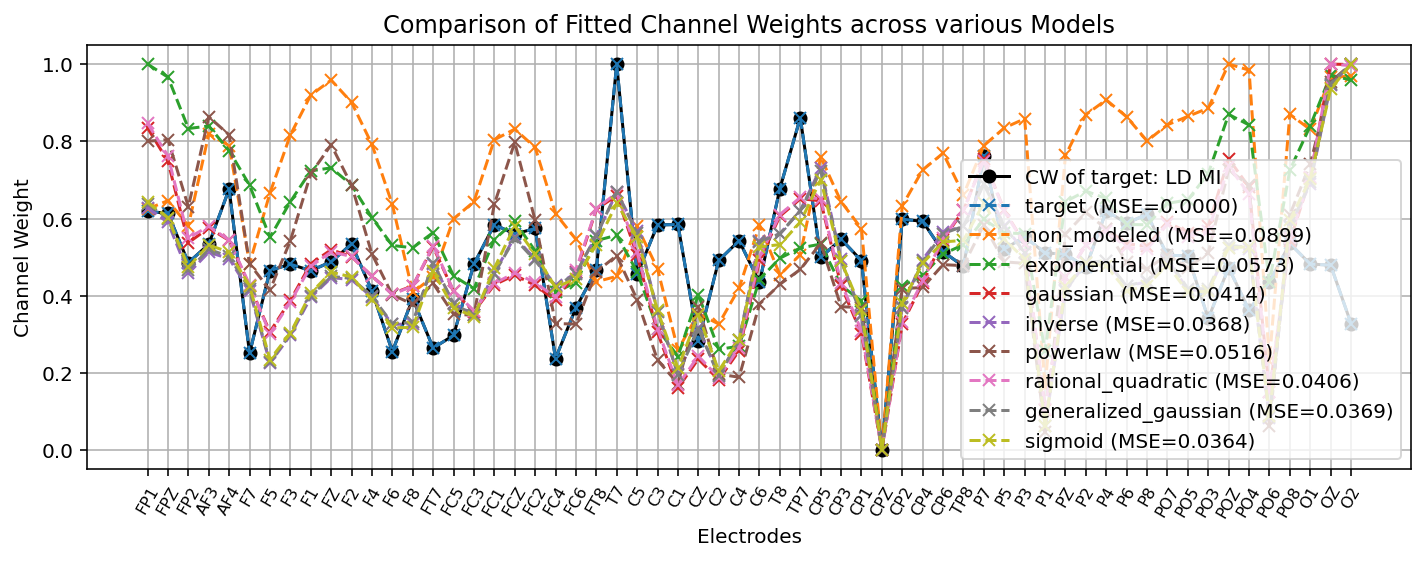 Comparison of Fitted Channel Weights across various Models
Channel Weight
1.0
0.8
0.6
0.4
0.2
0.0
CW of target: LD MI
target (MSE=0.0000)
non_modeled (MSE=0.0899)
exponential (MSE=0.0573)
gaussian (MSE=0.0414)
inverse (MSE=0.0368)
powerlaw (MSE=0.0516)
rational_quadratic (MSE=0.0406)
generalized_gaussian (MSE=0.0369)
sigmoid (MSE=0.0364)
FP1 FPZ FP2 AF3 AF4 F7 F5 F3 F1 FZ F2 F4 F6 F8 FT7 FC5 FC3 FC1 FCZ FC2 FC4 FC6 FT8 T7 C5 C3 C1 CZ C2 C4 C6 T8 TP7 CP5 CP3 CP1 CPZ CP2 CP4 CP6 TP8 P7 P5 P3 P1 PZ P2 P4 P6 P8 PO7 PO5 PO3 POZ PO4 PO6 PO8 O1 OZ O2
Electrodes